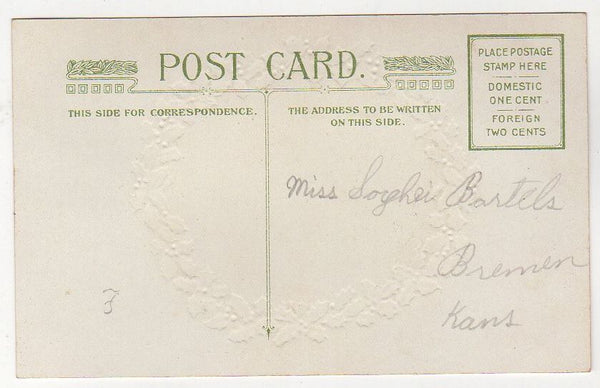 POST CARD.
THIS SIDE FOR CORRESPONDENCE.
THE ADDRESS TO BE WRITTEN
ON THIS SIDE.
PLACE POSTAGE
STAMP HERE
DOMESTIC
ONE CENT
FOREIGN
TWO CENTS
Miss Sophei Bartels
Bremen
Kans